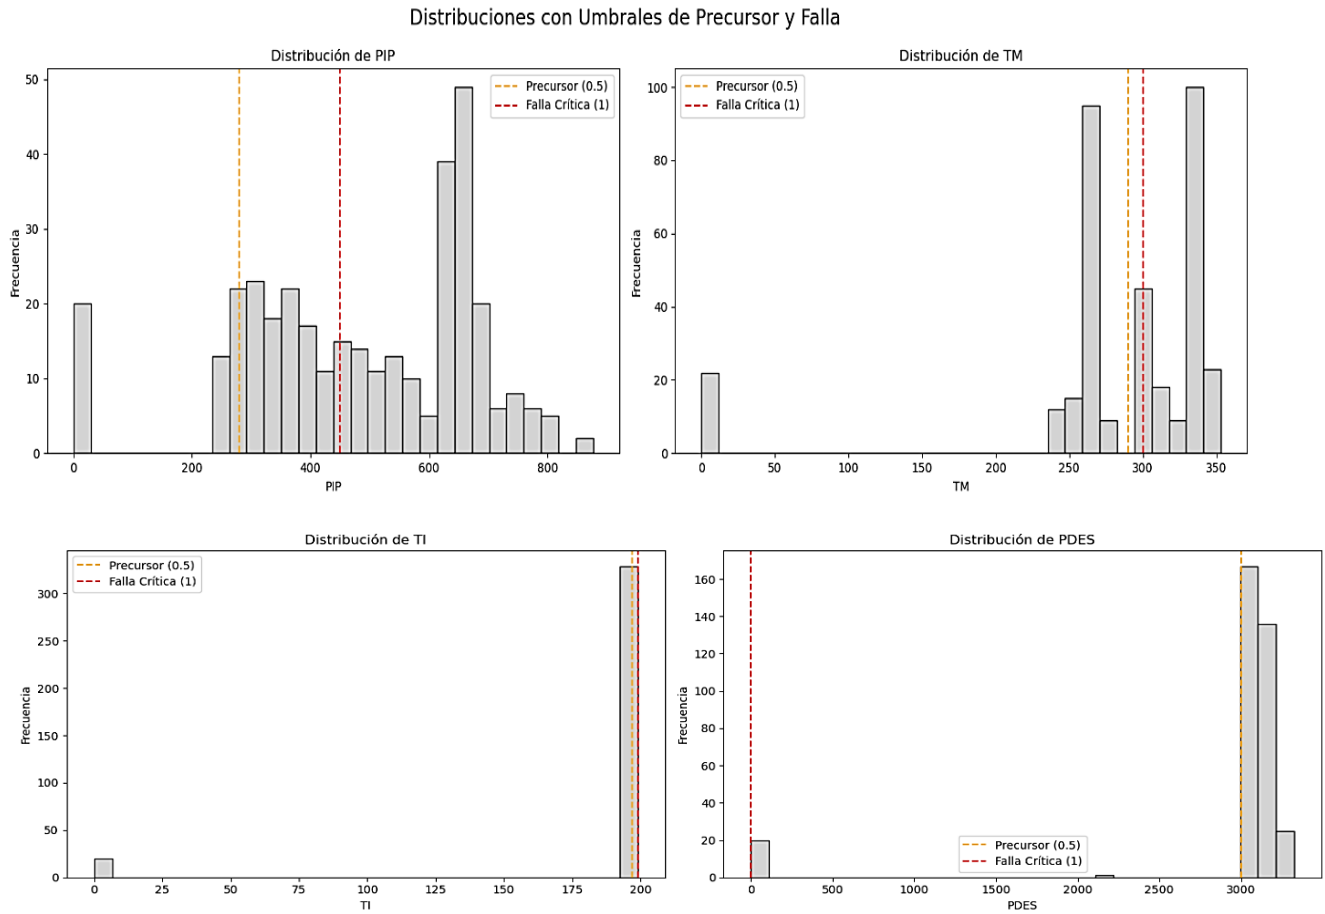 Distribuciones con Umbrales de Precursor y Falla
Distribución de PIP
Precursor (0.5)
Falla Crítica (1)
50
40
30
20
10
0
Frecuencia
0 200 400 600 800
PIP
Distribución de TM
Precursor (0.5)
Falla Crítica (1)
100
80
60
40
20
0
Frecuencia
0 50 100 150 200 250 300 350
TM
Distribución de TI
Precursor (0.5)
Falla Crítica (1)
300
250
200
150
100
50
0
Frecuencia
0 25 50 75 100 125 150 175 200
TI
Distribución de PDES
160
140
120
100
80
60
40
20
0
Frecuencia
Precursor (0.5)
Falla Crítica (1)
0 500 1000 1500 2000 2500 3000
PDES